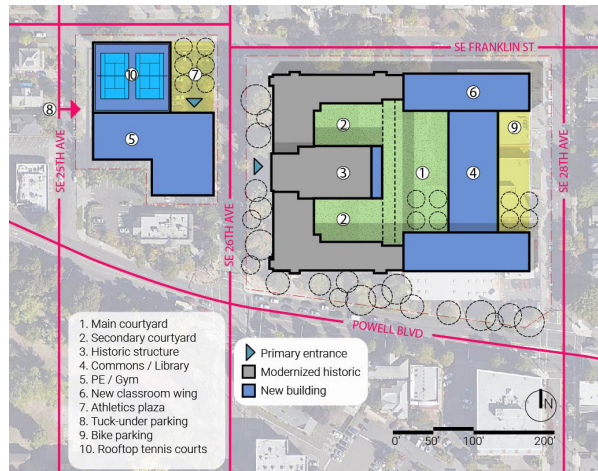 SE FRANKLIN ST
10
7
8
6
2
9
5
3
1
4
2
SE 25TH AVE
SE 26TH AVE
SE 28TH AVE
POWELL BLVD
1. Main courtyard
2. Secondary courtyard
3. Historic structure
4. Commons / Library
5. PE / Gym
6. New classroom wing
7. Athletics plaza
8. Tuck-under parking
9. Bike parking
10. Rooftop tennis courts
Primary entrance
Modernized historic
New building
N
0' 50' 100' 200'